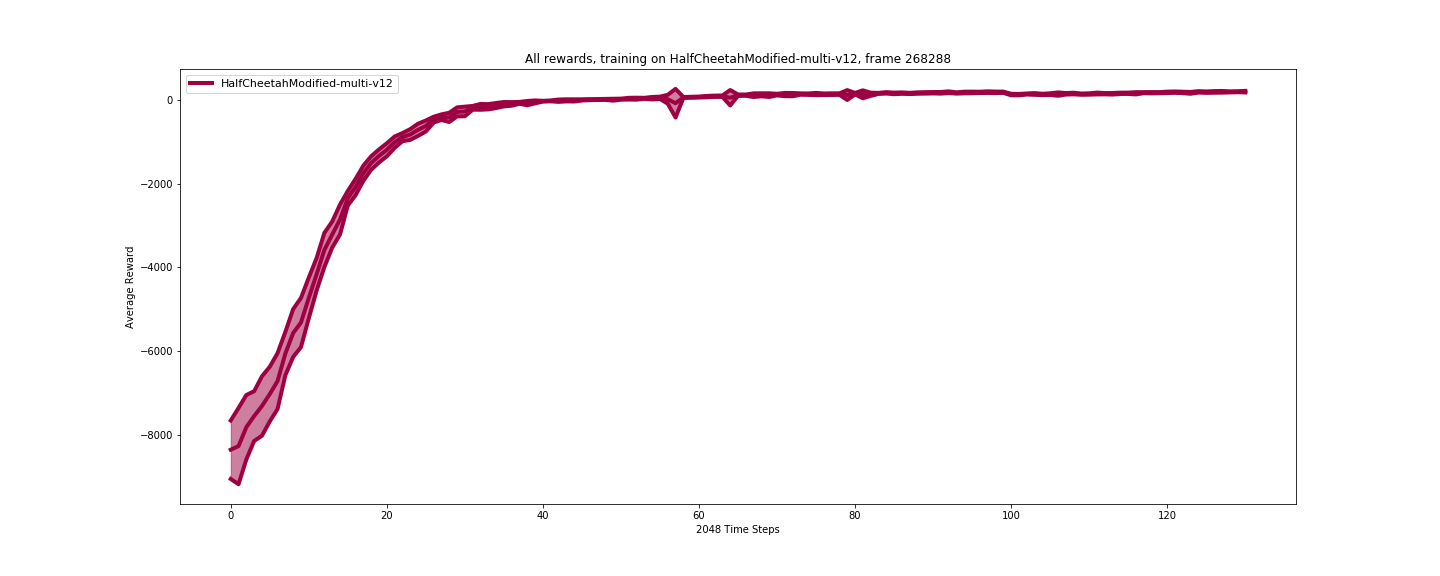 All rewards, training on HalfCheetahModified-multi-v12, frame 268288
HalfCheetahModified-multi-v12
0
−2000
−4000
−6000
−8000
Average Reward
0 20 40 60 80 100 120
2048 Time Steps